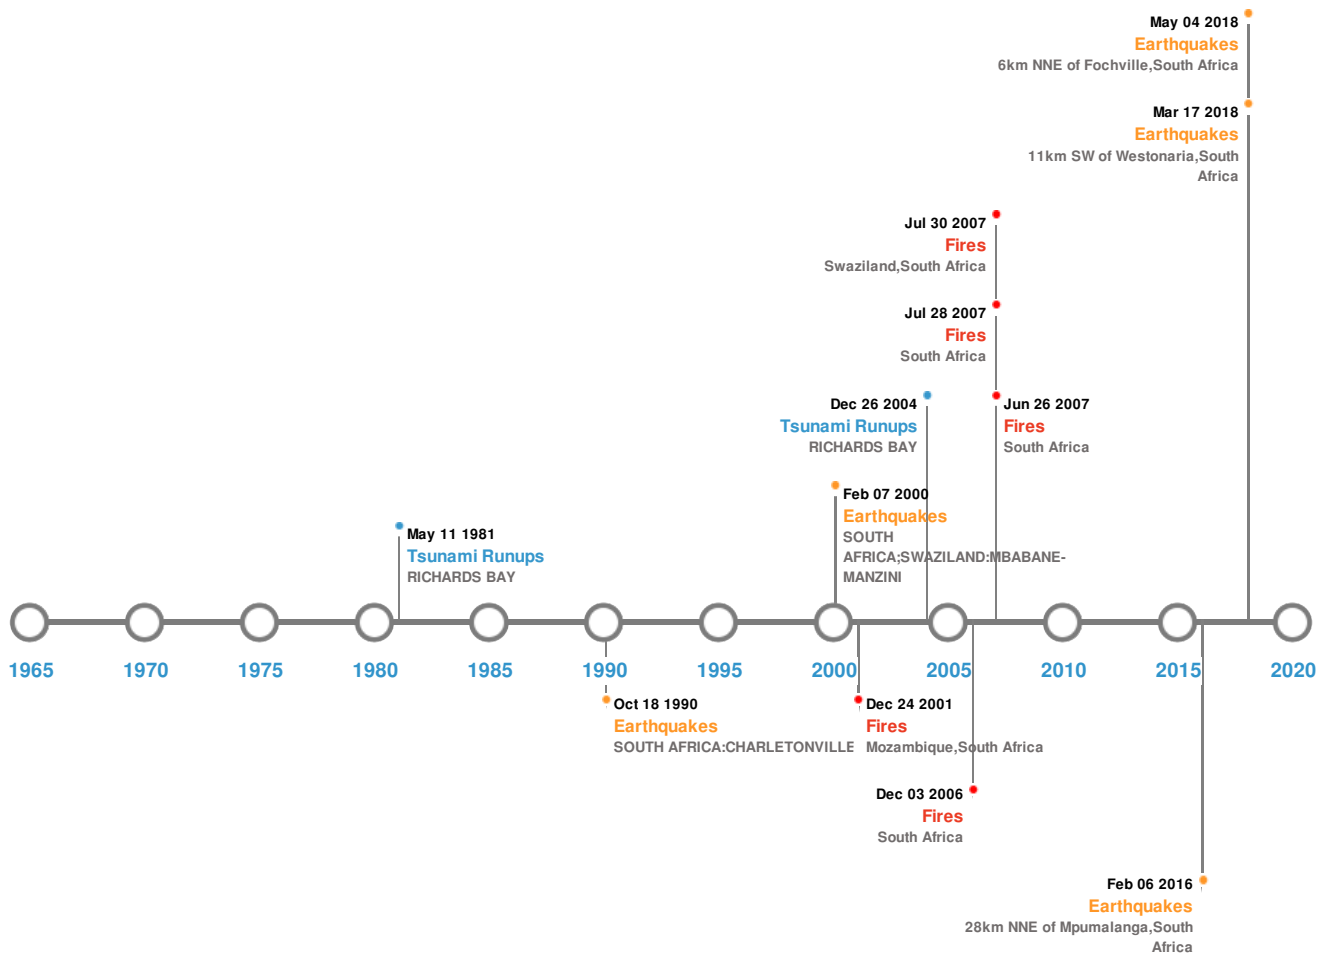 May 04 2018
Earthquakes
6km NNE of Fochville,South Africa
Mar 17 2018
Earthquakes
11km SW of Westonaria,South
Africa
Jul 30 2007
Fires
Swaziland,South Africa
Jul 28 2007
Fires
South Africa
Dec 26 2004
Tsunami Runups
RICHARDS BAY
Jun 26 2007
Fires
South Africa
Feb 07 2000
Earthquakes
SOUTH
AFRICA;SWAZILAND:MBABANE-
MANZINI
May 11 1981
Tsunami Runups
RICHARDS BAY
1965 1970 1975 1980 1985 1990 1995 2000 2005 2010 2015 2020
Oct 18 1990
Earthquakes
SOUTH AFRICA:CHARLETONVILLE
Dec 24 2001
Fires
Mozambique,South Africa
Dec 03 2006
Fires
South Africa
Feb 06 2016
Earthquakes
28km NNE of Mpumalanga,South
Africa